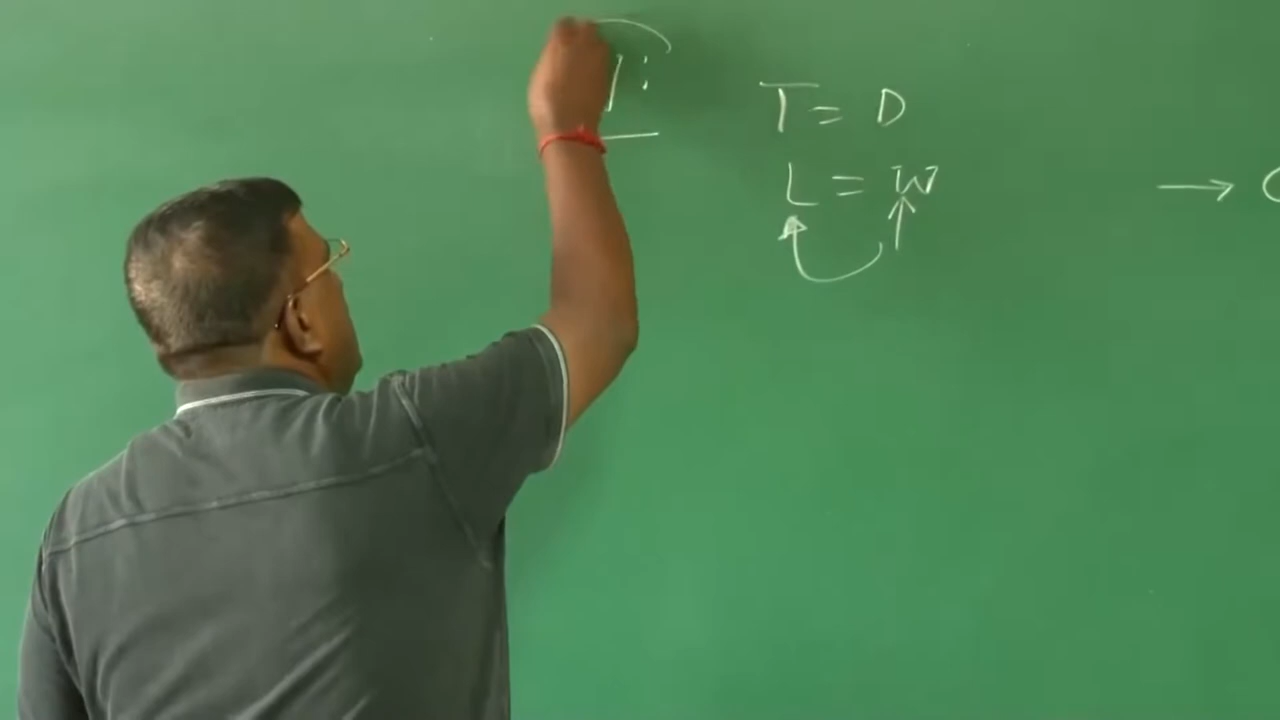 T = D
L = W